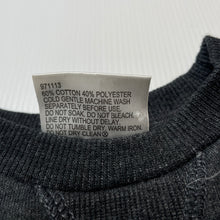 971113
60% COTTON 40% POLYESTER
COLD GENTLE MACHINE WASH
SEPARATELY BEFORE USE.
DO NOT SOAK. DO NOT BLEACH.
LINE DRY WITHOUT DELAY.
DO NOT TUMBLE DRY. WARM IRON.
DO NOT DRY CLEAN